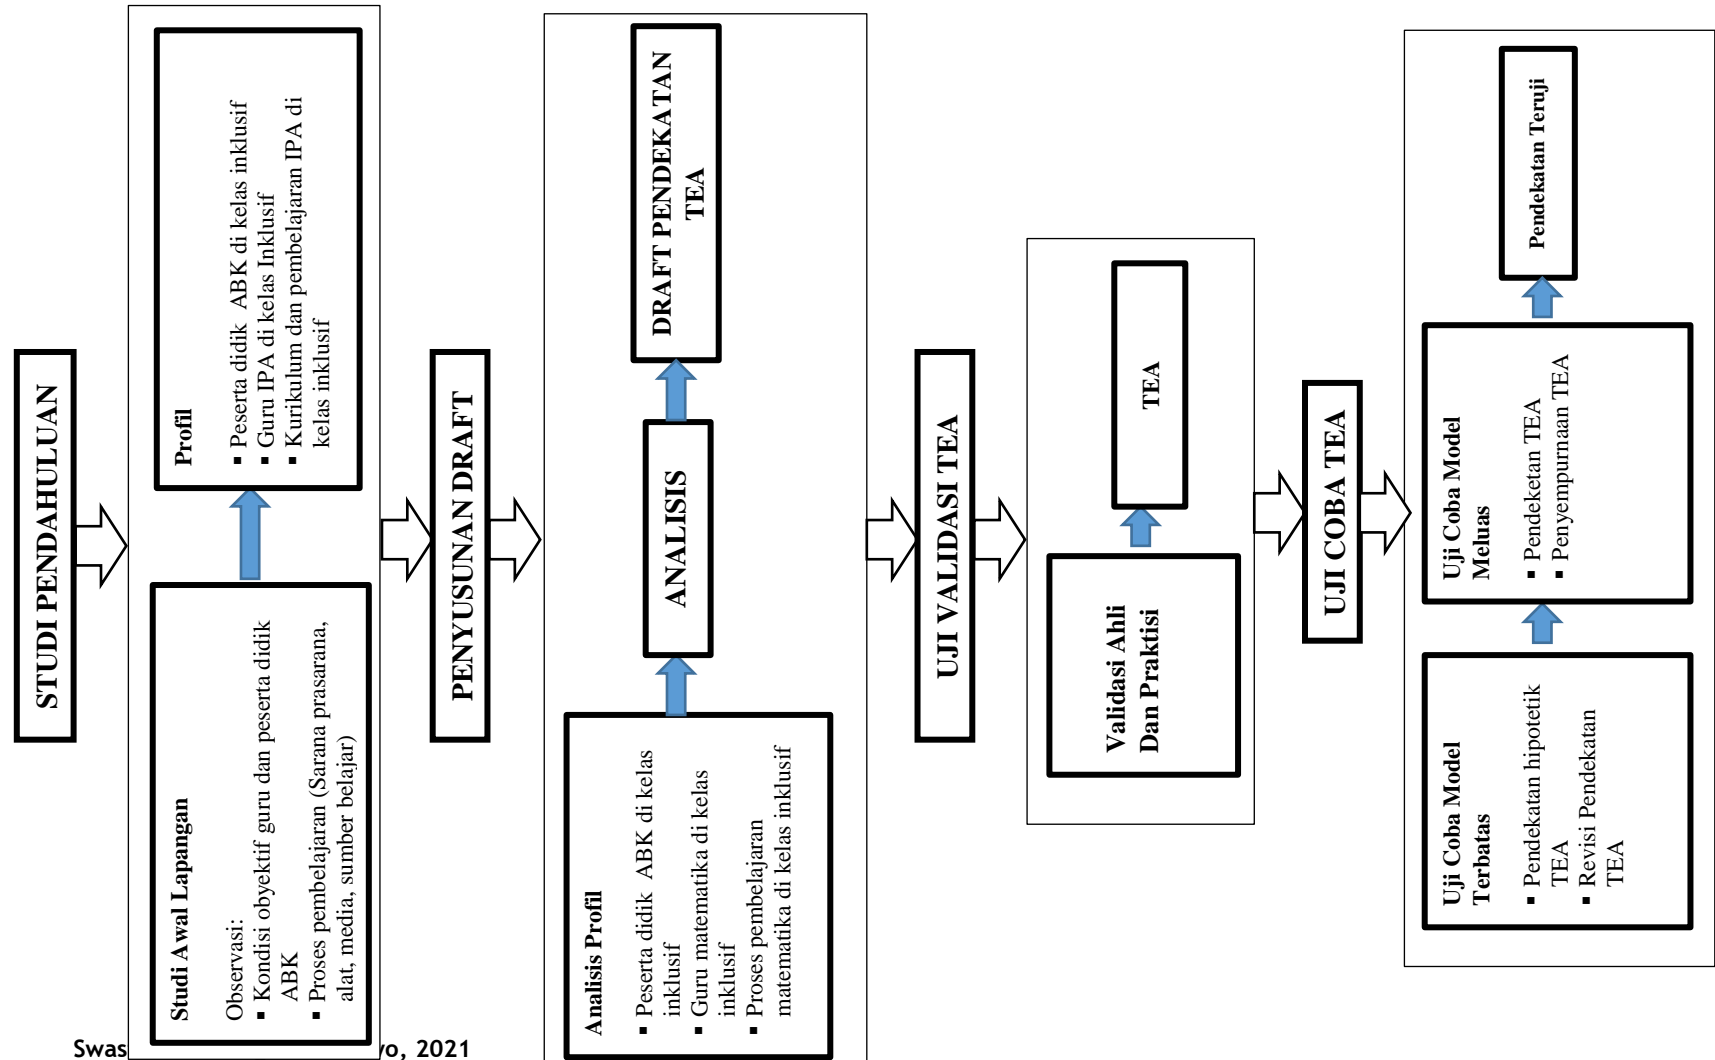 STUDI PENDAHULUAN
Studi Awal Lapangan
Observasi:
▪ Kondisi obyektif guru dan peserta didik
ABK
▪ Proses pembelajaran (Sarana prasarana,
alat, media, sumber belajar)
Profil
▪ Peserta didik ABK di kelas inklusif
▪ Guru IPA di kelas Inklusif
▪ Kurikulum dan pembelajaran IPA di
kelas inklusif
PENYUSUNAN DRAFT
Analisis Profil
▪ Peserta didik ABK di kelas
inklusif
▪ Guru matematika di kelas
inklusif
▪ Proses pembelajaran
matematika di kelas inklusif
ANALISIS
DRAFT PENDEKATAN
TEA
UJI VALIDASI TEA
Validasi Ahli
Dan Praktisi
TEA
UJI COBA TEA
Uji Coba Model
Terbatas
▪ Pendekatan hipotetik
TEA
▪ Revisi Pendekatan
TEA
Uji Coba Model
Meluas
▪ Pendeketan TEA
▪ Penyempurnaan TEA
Pendekatan Teruji
2021